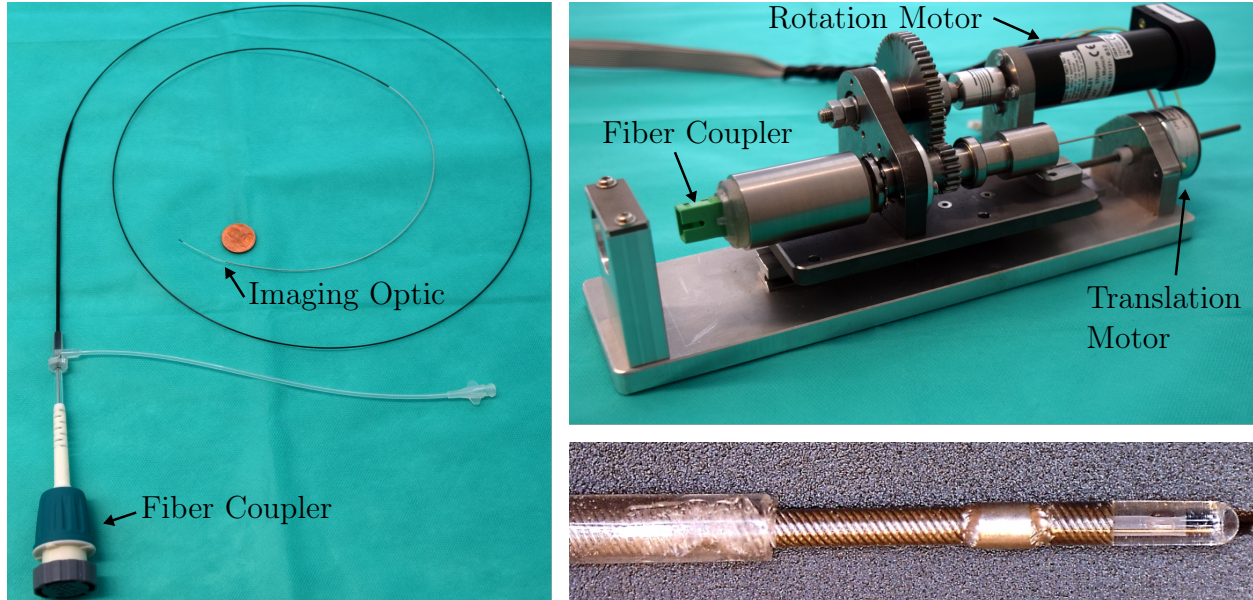 Imaging Optic
Fiber Coupler
Rotation Motor
Fiber Coupler
Translation
Motor